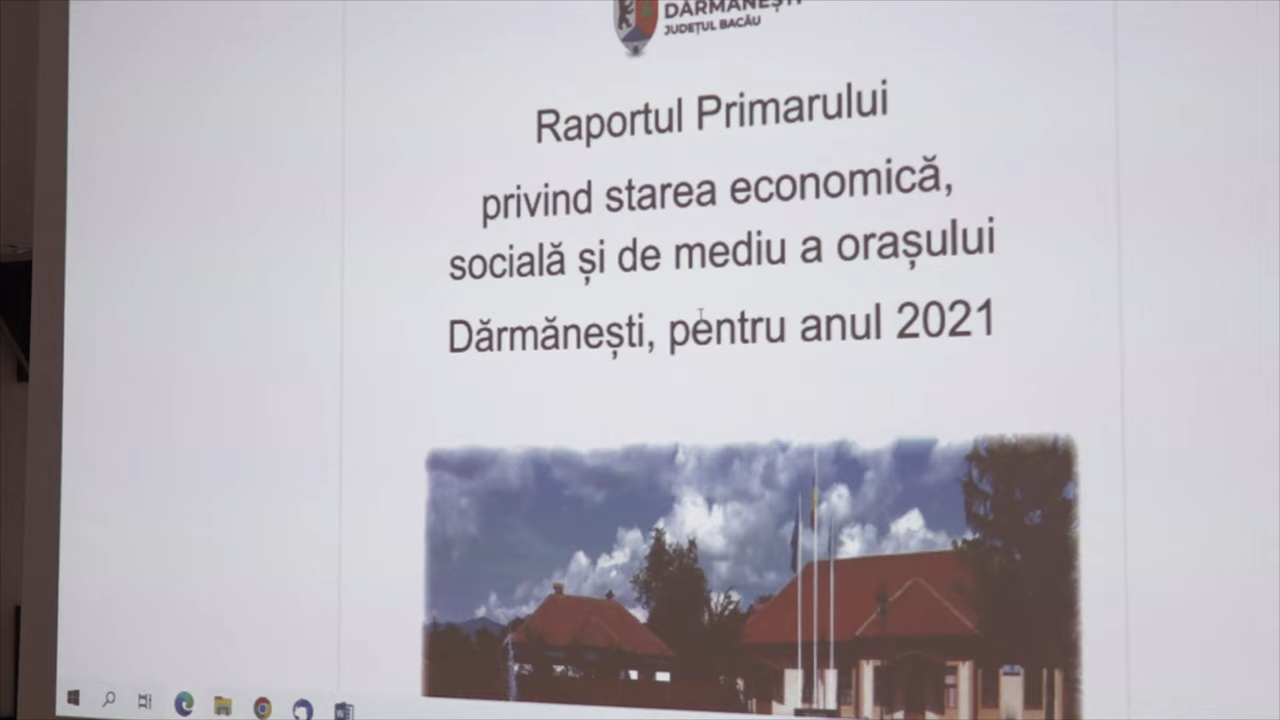 DĂRMĂNEȘTI
JUDEȚUL BACĂU
Raportul Primarului
privind starea economică,
socială și de mediu a orașului
Dărmănești, pentru anul 2021